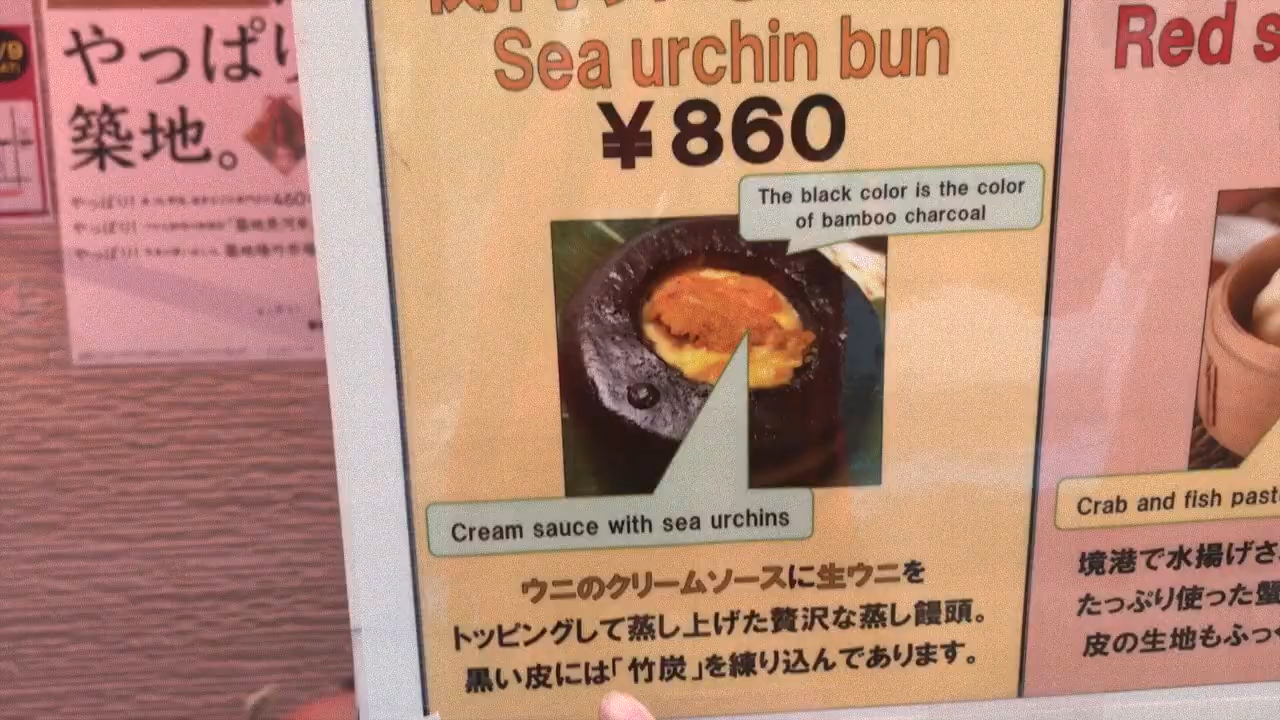 やっぱり
築地。
Sea urchin bun
¥860
The black color is the color
of bamboo charcoal
Cream sauce with sea urchins
ウニのクリームソースに生ウニを
トッピングして蒸し上げた贅沢な蒸し饅頭。
黒い皮には「竹炭」を練り込んであります。
Red
Crab and fish
境港で水揚げさ
たっぷり使った蟹
皮の生地もふっ